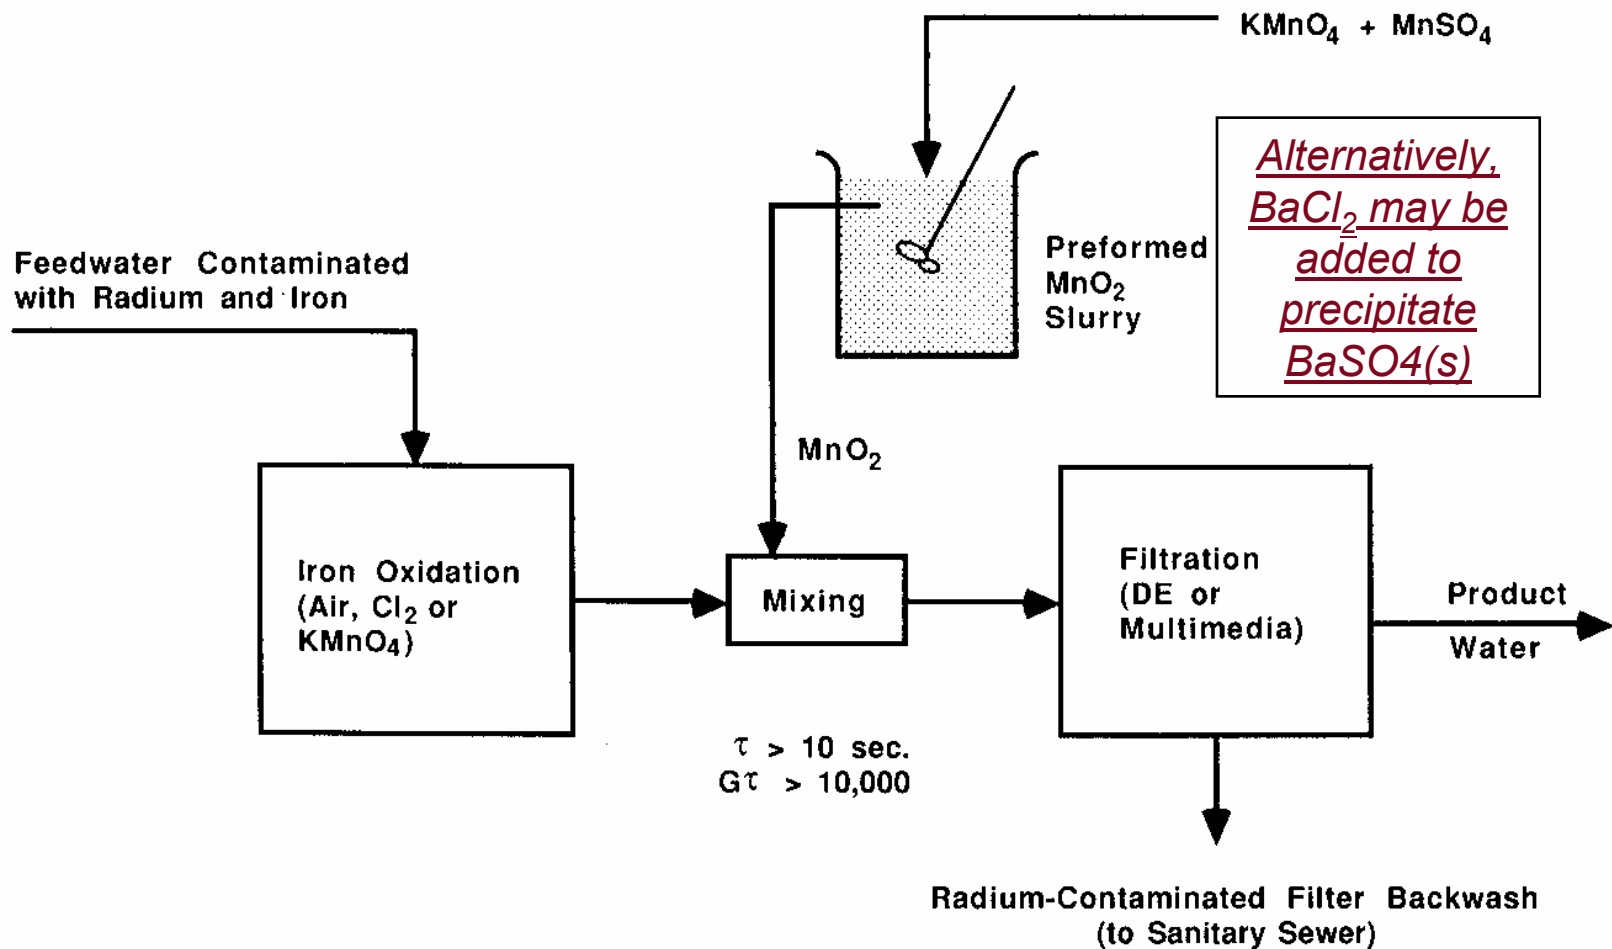 KMnO₄ + MnSO₄
Alternatively,
BaCl₂ may be
added to
precipitate
BaSO4(s)
Preformed
MnO₂
Slurry
Feedwater Contaminated
with Radium and Iron
MnO₂
Iron Oxidation
(Air, Cl₂ or
KMnO₄)
Mixing
Filtration
(DE or
Multimedia)
Product
Water
τ > 10 sec.
Gτ > 10,000
Radium-Contaminated Filter Backwash
(to Sanitary Sewer)